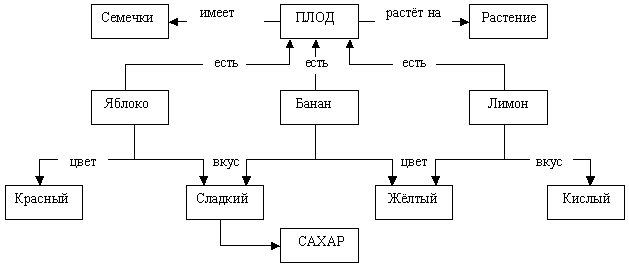 Семечки имеет ПЛОД растёт на Растение
есть есть есть
Яблоко Банан Лимон
цвет вкус цвет вкус
Красный Сладкий Жёлтый Кислый
САХАР